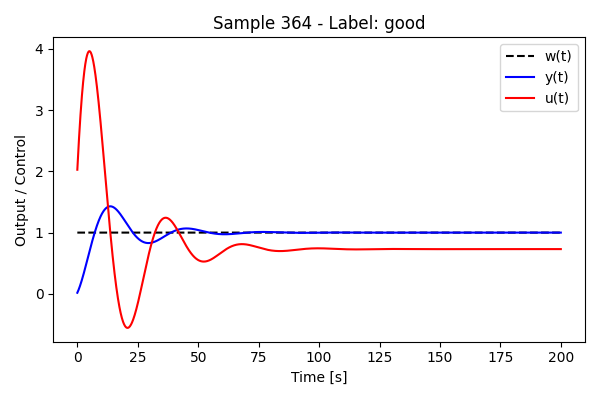 Sample 364 - Label: good
w(t)
y(t)
u(t)
Output / Control
4
3
2
1
0
0 25 50 75 100 125 150 175 200
Time [s]